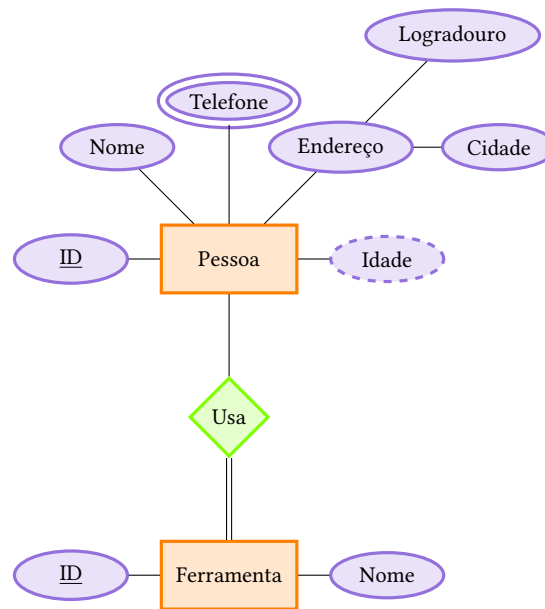 Logradouro
Telefone
Nome
Endereço
Cidade
ID
Pessoa
Idade
Usa
ID
Ferramenta
Nome